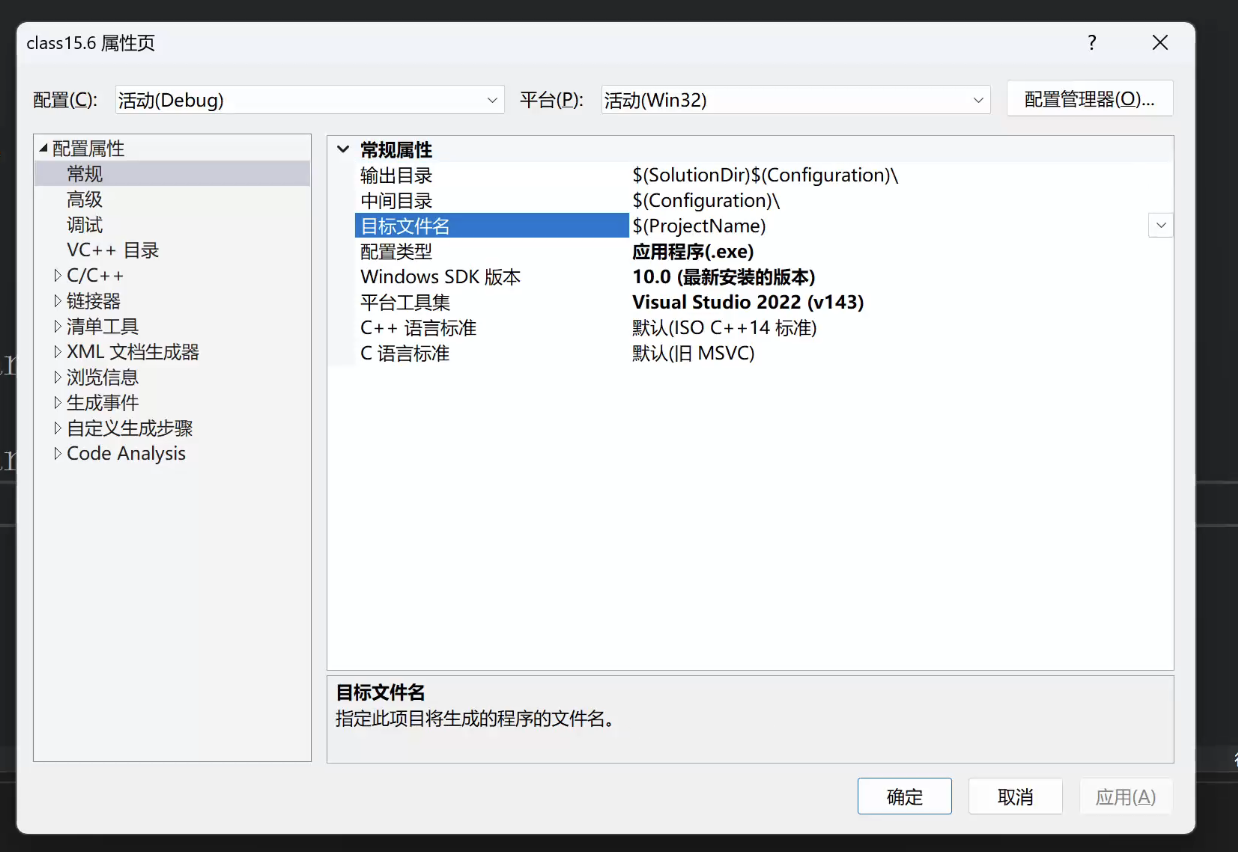 class15.6 属性页
?
配置(C): 活动(Debug) 平台(P): 活动(Win32) 配置管理器(O)...
配置属性
常规
高级
调试
VC++ 目录
C/C++
链接器
清单工具
XML 文档生成器
浏览信息
生成事件
自定义生成步骤
Code Analysis
常规属性
输出目录 $(SolutionDir)$(Configuration)\
中间目录 $(Configuration)\
目标文件名 $(ProjectName)
配置类型 应用程序(.exe)
Windows SDK 版本 10.0 (最新安装的版本)
平台工具集 Visual Studio 2022 (v143)
C++ 语言标准 默认(ISO C++14 标准)
C 语言标准 默认(旧 MSVC)
目标文件名
指定此项目将生成的程序的文件名。
确定 取消 应用(A)